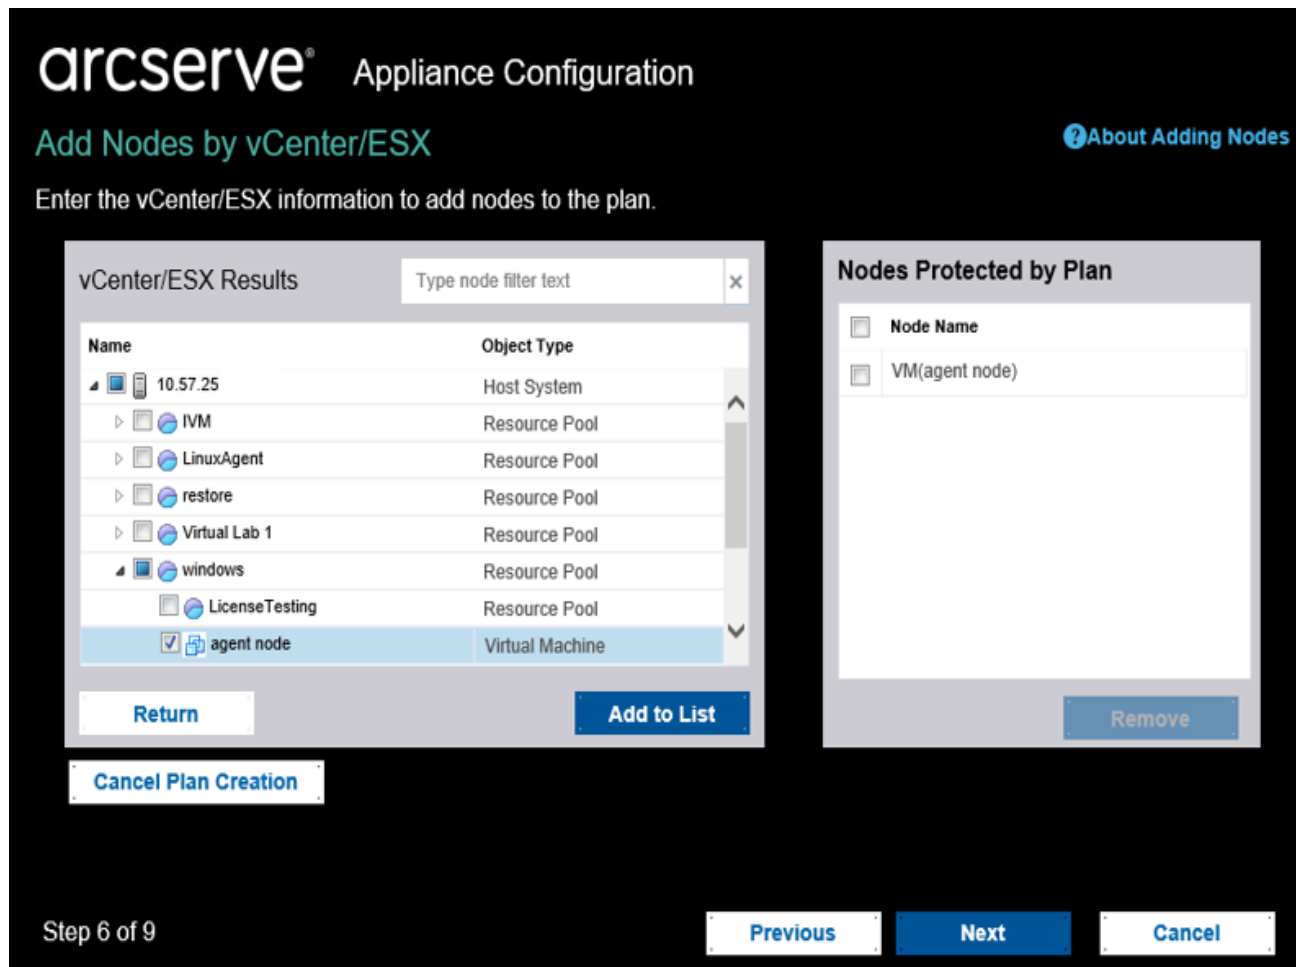 arcserve® Appliance Configuration
Add Nodes by vCenter/ESX
?About Adding Nodes
Enter the vCenter/ESX information to add nodes to the plan.
vCenter/ESX Results
Type node filter text
Name Object Type
10.57.25 Host System
IVM Resource Pool
LinuxAgent Resource Pool
restore Resource Pool
Virtual Lab 1 Resource Pool
windows Resource Pool
LicenseTesting Resource Pool
agent node Virtual Machine
Return Add to List
Nodes Protected by Plan
Node Name
VM(agent node)
Remove
Cancel Plan Creation
Step 6 of 9
Previous Next Cancel